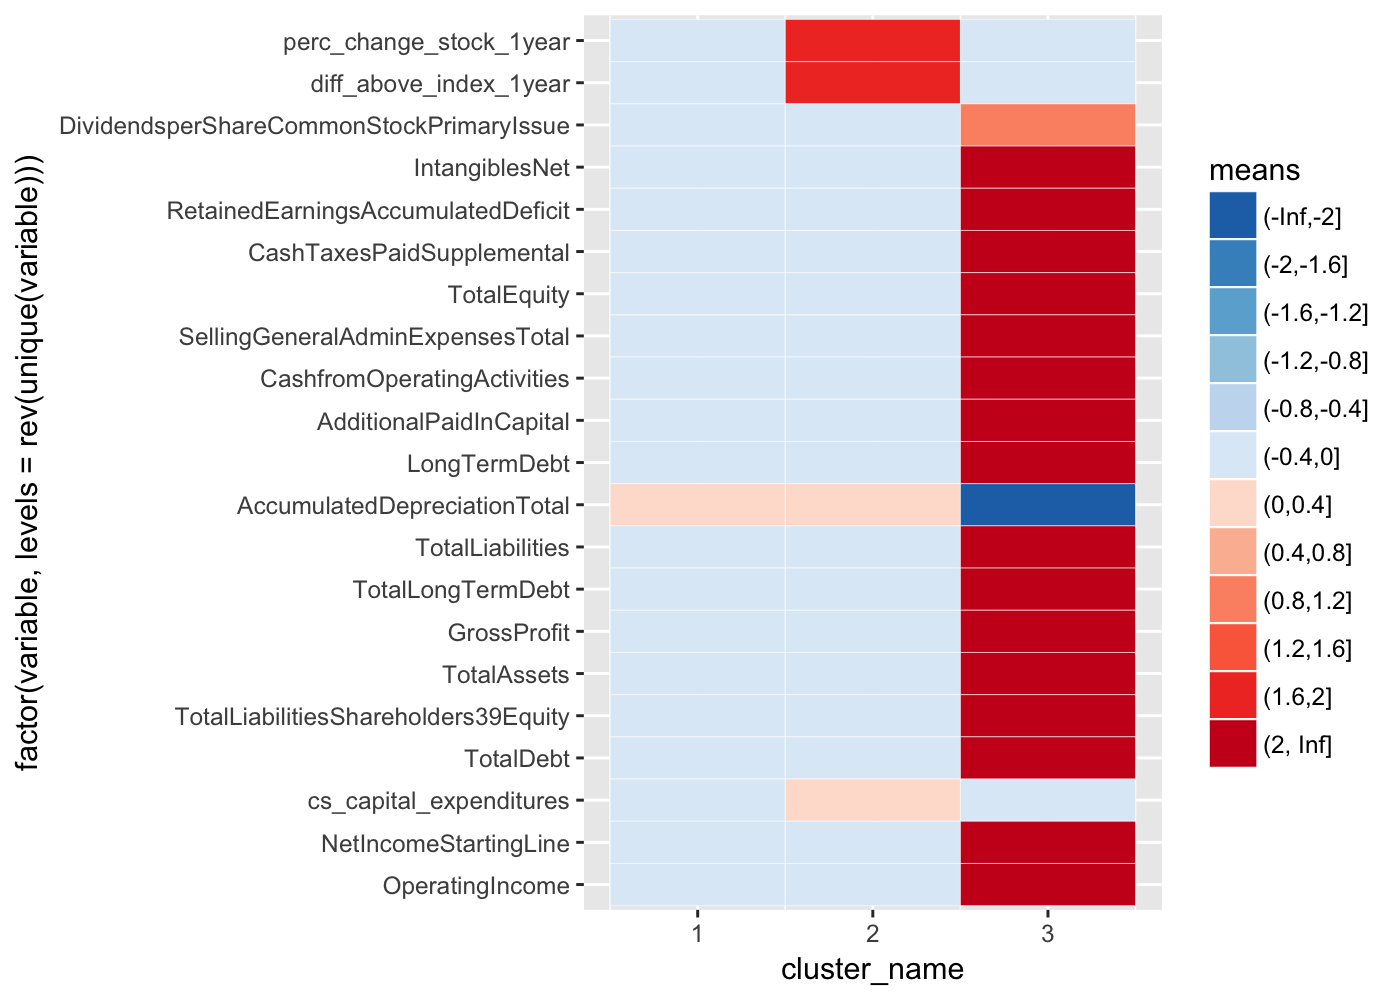 factor(variable, levels = rev(unique(variable)))
perc_change_stock_1year
diff_above_index_1year
DividendsperShareCommonStockPrimaryIssue
IntangiblesNet
RetainedEarningsAccumulatedDeficit
CashTaxesPaidSupplemental
TotalEquity
SellingGeneralAdminExpensesTotal
CashfromOperatingActivities
AdditionalPaidInCapital
LongTermDebt
AccumulatedDepreciationTotal
TotalLiabilities
TotalLongTermDebt
GrossProfit
TotalAssets
TotalLiabilitiesShareholders39Equity
TotalDebt
cs_capital_expenditures
NetIncomeStartingLine
OperatingIncome
1 2 3
cluster_name
means
(-Inf,-2]
(-2,-1.6]
(-1.6,-1.2]
(-1.2,-0.8]
(-0.8,-0.4]
(-0.4,0]
(0,0.4]
(0.4,0.8]
(0.8,1.2]
(1.2,1.6]
(1.6,2]
(2, Inf]